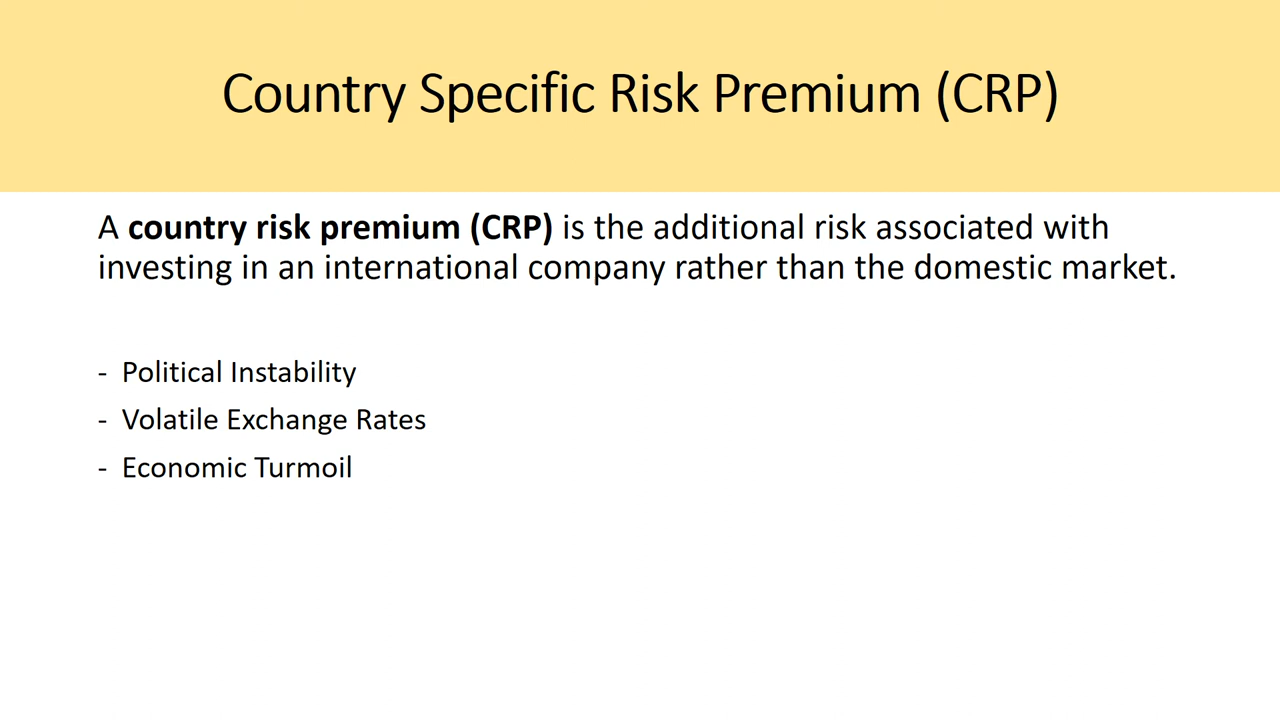 Country Specific Risk Premium (CRP)
A country risk premium (CRP) is the additional risk associated with
investing in an international company rather than the domestic market.
- Political Instability
- Volatile Exchange Rates
- Economic Turmoil